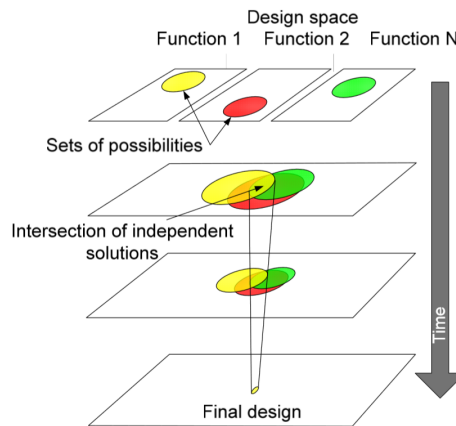 Design space
Function 1 Function 2 Function N
Sets of possibilities
Intersection of independent
solutions
Time
Final design